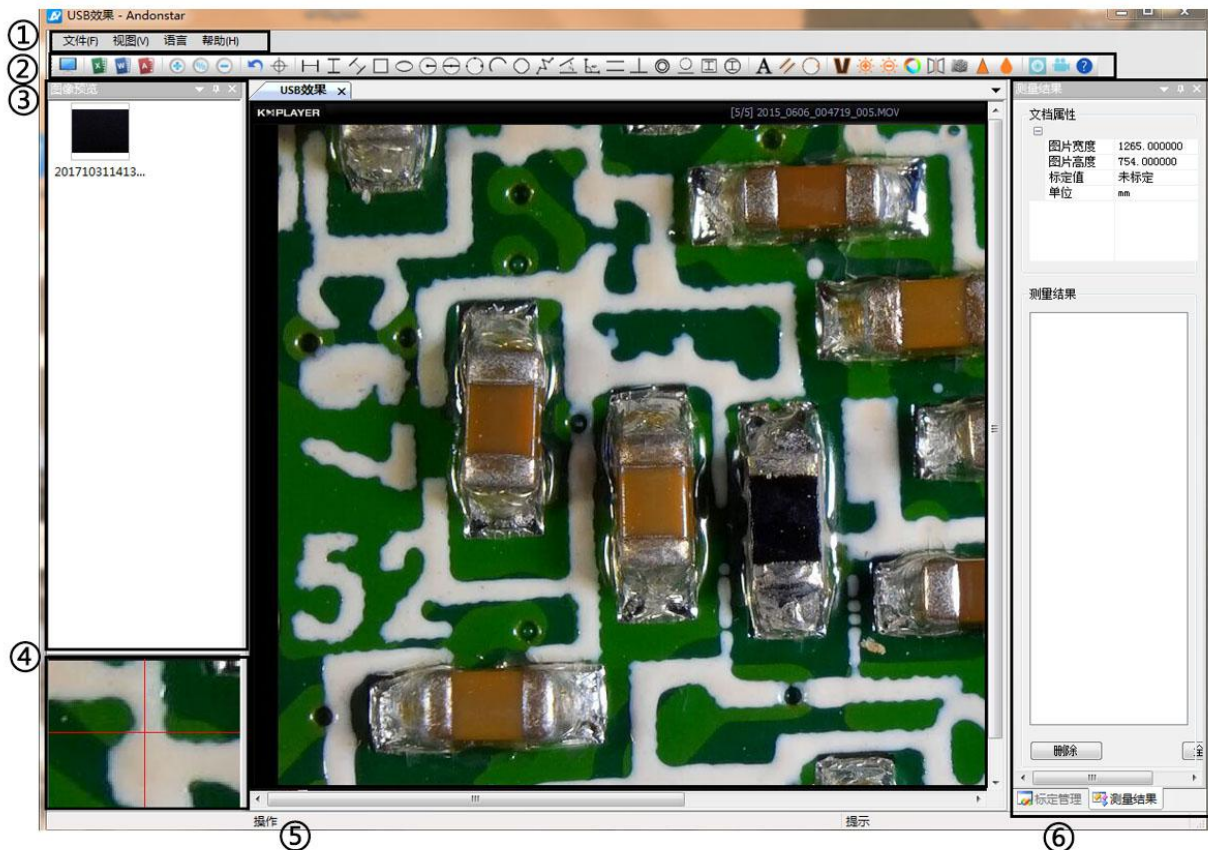 USB效果 - Andonstar
① 文件(F) 视图(V) 语言 帮助(H)
②
③ 图像预览
USB效果 x
测量结果
KMPLAYER
[5/5] 2015_0606_004719_005.MOV
201710311413...
文档属性
图片宽度 1265.000000
图片高度 754.000000
标定值 未标定
单位 mm
测量结果
52
④
删除 全
标定管理 测量结果
操作 提示
⑤ ⑥